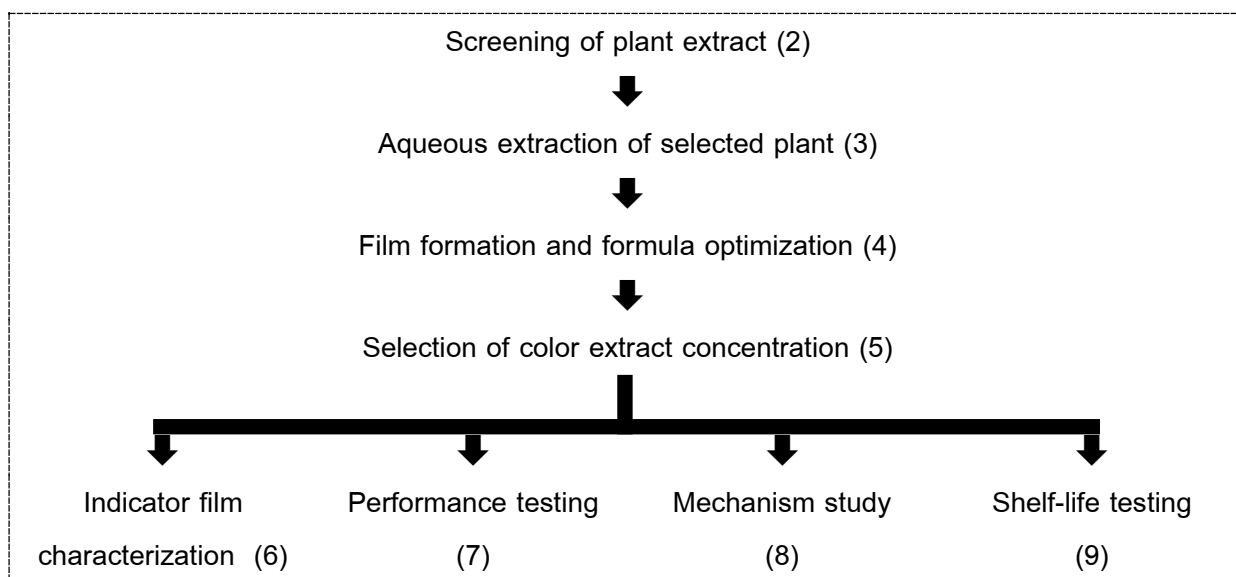 Screening of plant extract (2)
Aqueous extraction of selected plant (3)
Film formation and formula optimization (4)
Selection of color extract concentration (5)
Indicator film
characterization (6)
Performance testing
(7)
Mechanism study
(8)
Shelf-life testing
(9)